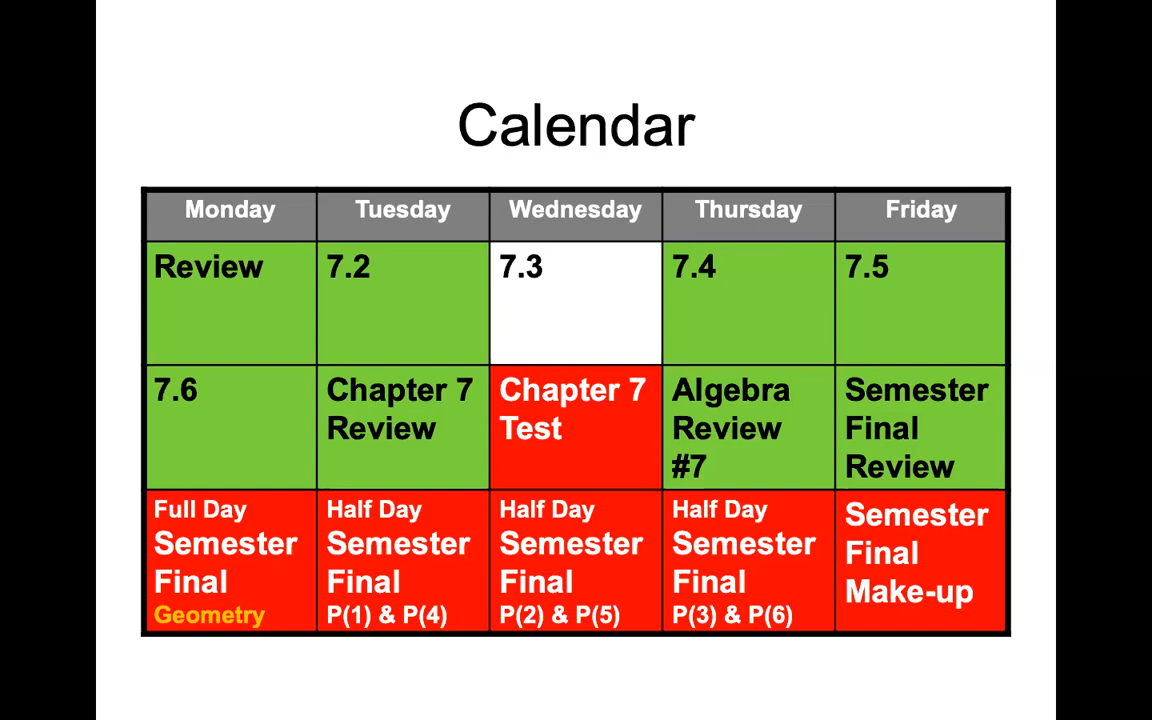 Calendar
Monday Tuesday Wednesday Thursday Friday
Review 7.2 7.3 7.4 7.5
7.6
Chapter 7
Review
Chapter 7
Test
Algebra
Review
#7
Semester
Final
Review
Full Day
Semester
Final
Geometry
Half Day
Semester
Final
P(1) & P(4)
Half Day
Semester
Final
P(2) & P(5)
Half Day
Semester
Final
P(3) & P(6)
Semester
Final
Make-up